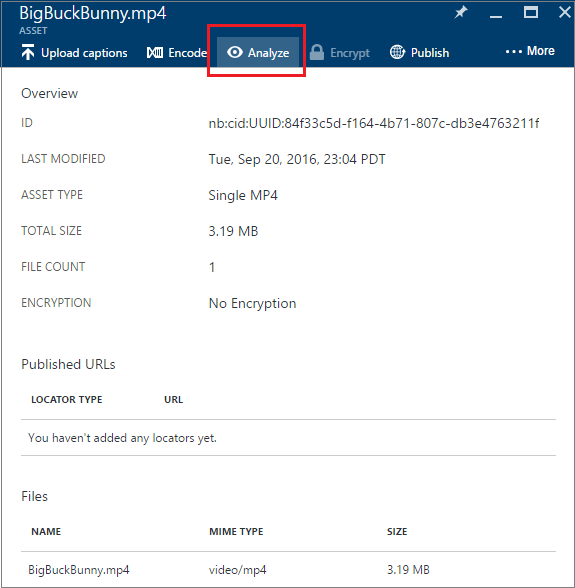 BigBuckBunny.mp4
ASSET
Upload captions Encode Analyze Encrypt Publish ••• More
Overview
ID nb:cid:UUID:84f33c5d-f164-4b71-807c-db3e4763211f
LAST MODIFIED Tue, Sep 20, 2016, 23:04 PDT
ASSET TYPE Single MP4
TOTAL SIZE 3.19 MB
FILE COUNT 1
ENCRYPTION No Encryption
Published URLs
LOCATOR TYPE URL
You haven't added any locators yet.
Files
NAME MIME TYPE SIZE
BigBuckBunny.mp4 video/mp4 3.19 MB